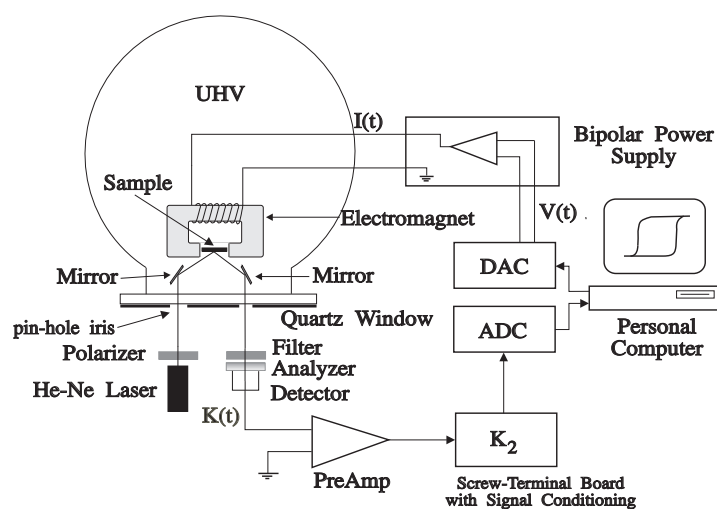 UHV
I(t)
Bipolar Power
Supply
Sample
Electromagnet
V(t)
Mirror
Mirror
DAC
pin-hole iris
Quartz Window
ADC
Personal
Computer
Polarizer
Filter
Analyzer
He-Ne Laser
Detector
K(t)
K2
PreAmp
Screw-Terminal Board
with Signal Conditioning